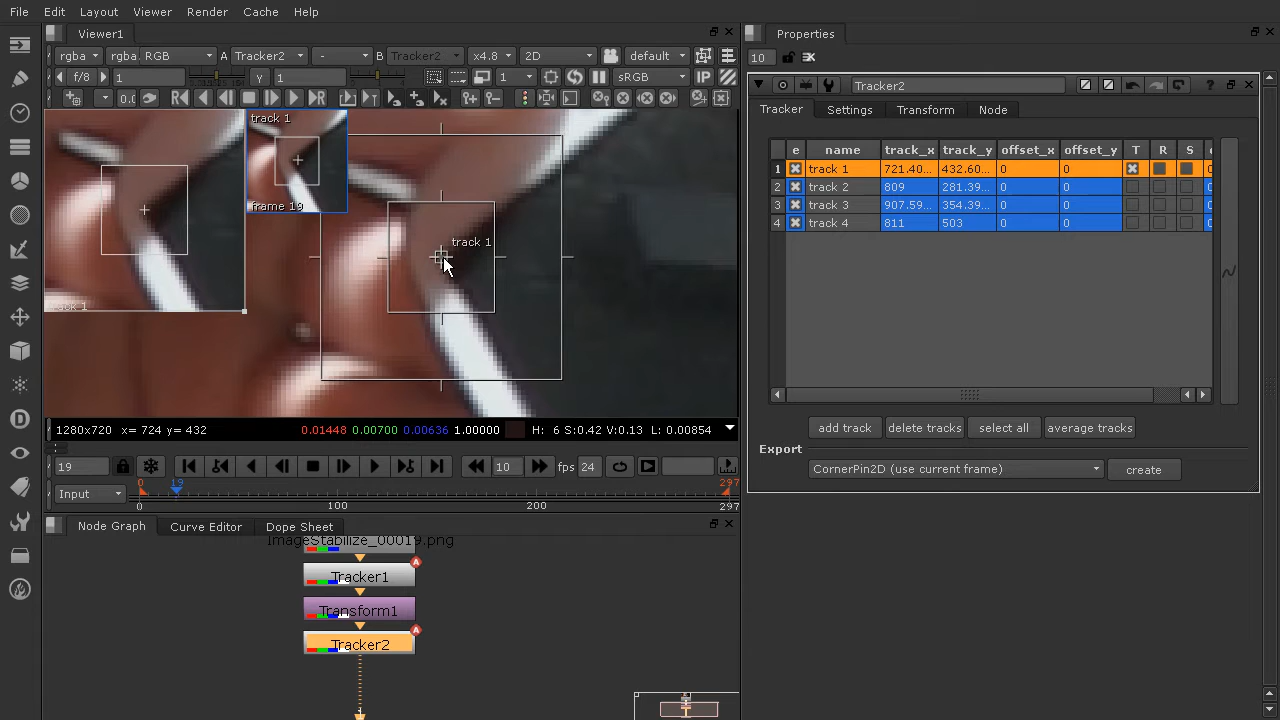 File Edit Layout Viewer Render Cache Help
Viewer1
Properties
rgba rgba RGB A Tracker2 - B Tracker2 x4.8 2D default
f/8 1 Y 1 1 sRGB IP
10
0.0
Tracker2
Tracker Settings Transform Node
track 1
frame 19
track 1
e name track_x track_y offset_x offset_y T R S
1 track 1 721.40... 432.60... 0 0
2 track 2 809 281.39... 0 0
3 track 3 907.59... 354.39... 0 0
4 track 4 811 503 0 0
add track delete tracks select all average tracks
Export
CornerPin2D (use current frame) create
1280x720 x= 724 y= 432 0.01448 0.00700 0.00636 1.00000 H: 6 S:0.42 V:0.13 L: 0.00854
19 10 fps 24
Input 0 19 297
0 100 200 297
Node Graph Curve Editor Dope Sheet
ImageStabilize_00019.png
Tracker1
Transform1
Tracker2
A
A